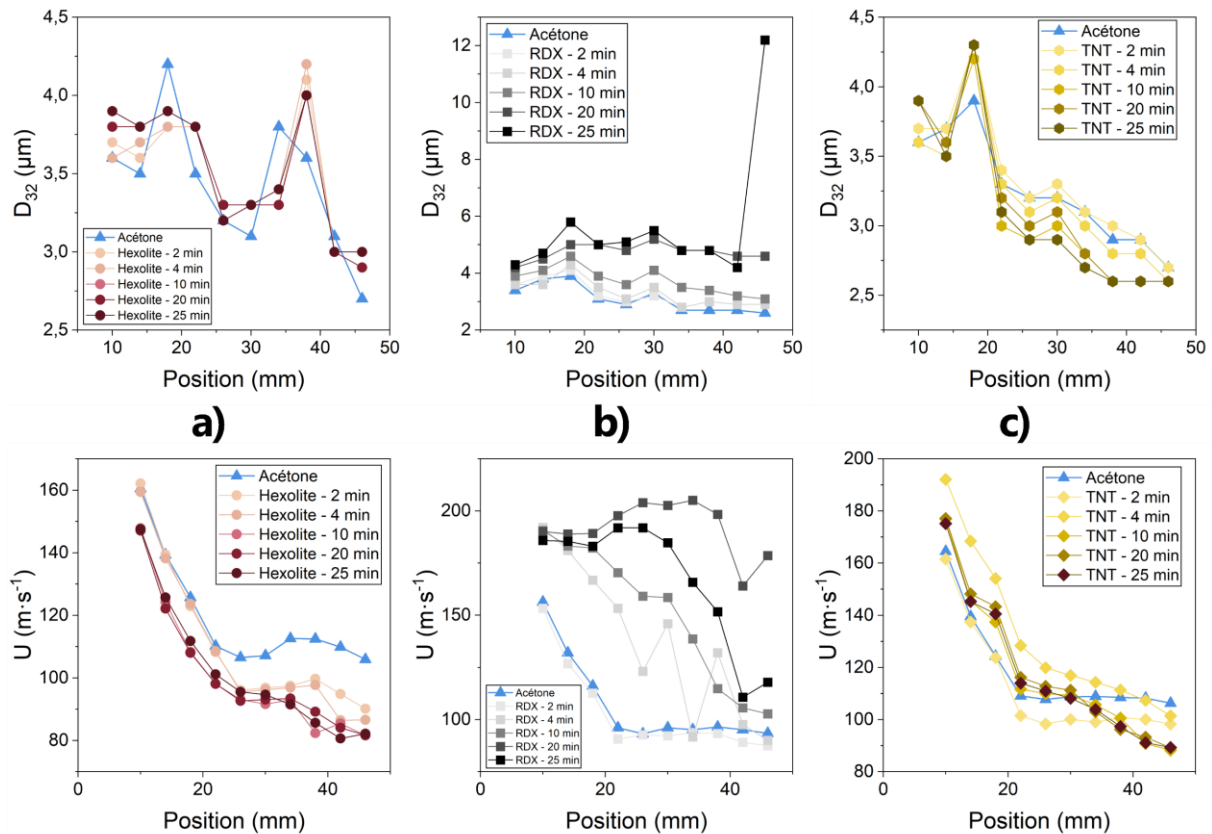 4,5
4,0
3,5
3,0
2,5
D32 (µm)
Acétone
Hexolite - 2 min
Hexolite - 4 min
Hexolite - 10 min
Hexolite - 20 min
Hexolite - 25 min
10 20 30 40 50
Position (mm)
12
10
8
6
4
2
D32 (µm)
Acétone
RDX - 2 min
RDX - 4 min
RDX - 10 min
RDX - 20 min
RDX - 25 min
10 20 30 40 50
Position (mm)
4,5
4,0
3,5
3,0
2,5
D32 (µm)
Acétone
TNT - 2 min
TNT - 4 min
TNT - 10 min
TNT - 20 min
TNT - 25 min
10 20 30 40 50
Position (mm)
a)
b)
c)
160
140
120
100
80
U (m·s-1)
Acétone
Hexolite - 2 min
Hexolite - 4 min
Hexolite - 10 min
Hexolite - 20 min
Hexolite - 25 min
0 20 40
Position (mm)
200
150
100
U (m·s-1)
Acétone
RDX - 2 min
RDX - 4 min
RDX - 10 min
RDX - 20 min
RDX - 25 min
0 20 40
Position (mm)
200
180
160
140
120
100
80
U (m·s-1)
Acétone
TNT - 2 min
TNT - 4 min
TNT - 10 min
TNT - 20 min
TNT - 25 min
0 20 40
Position (mm)